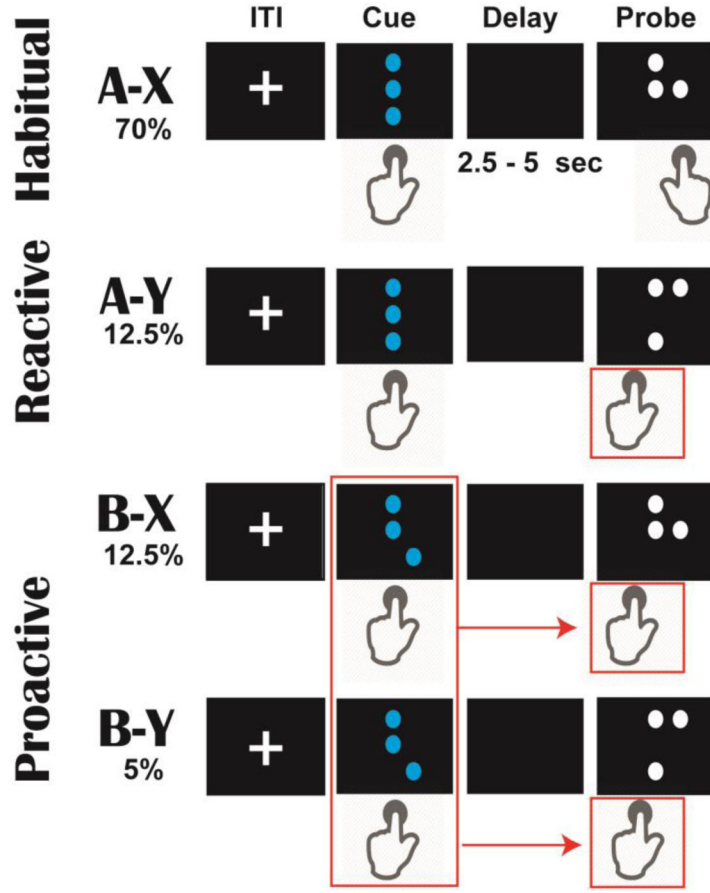 ITI Cue Delay Probe
Habitual
A-X
70%
2.5 - 5 sec
Reactive
A-Y
12.5%
Proactive
B-X
12.5%
B-Y
5%